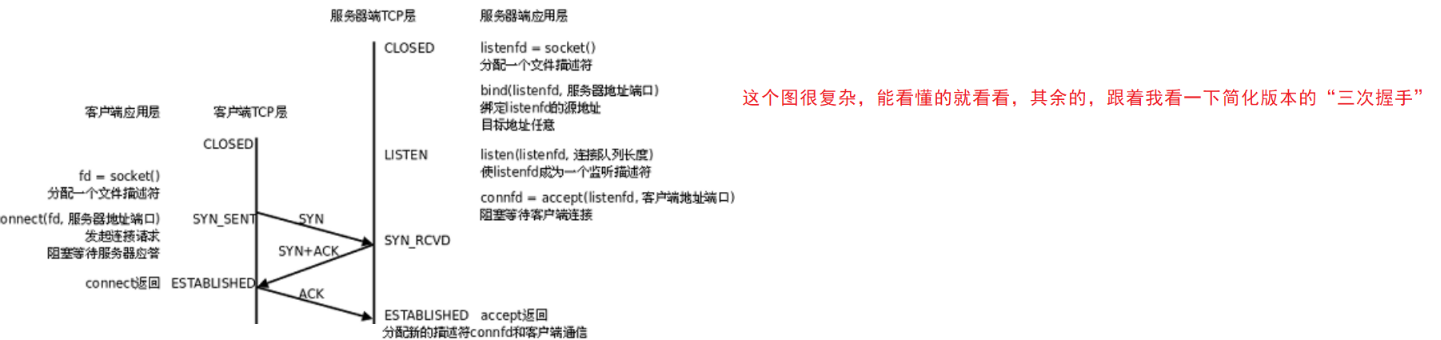 服务器端TCP层 服务器端应用层
CLOSED listenfd = socket()
分配一个文件描述符
bind(listenfd, 服务器地址端口)
绑定listenfd的源地址
目标地址任意
这个图很复杂，能看懂的就看看，其余的，跟着我看一下简化版本的“三次握手”
客户端应用层 客户端TCP层
CLOSED
LISTEN listen(listenfd, 连接队列长度)
使listenfd成为一个监听描述符
fd = socket()
分配一个文件描述符
connfd = accept(listenfd, 客户端地址端口)
阻塞等待客户端连接
onnect(fd, 服务器地址端口) SYN_SENT SYN
发起连接请求
阻塞等待服务器应答
SYN_RCVD
SYN+ACK
connect返回 ESTABLISHED
ACK
ESTABLISHED accept返回
分配新的描述符connfd和客户端通信